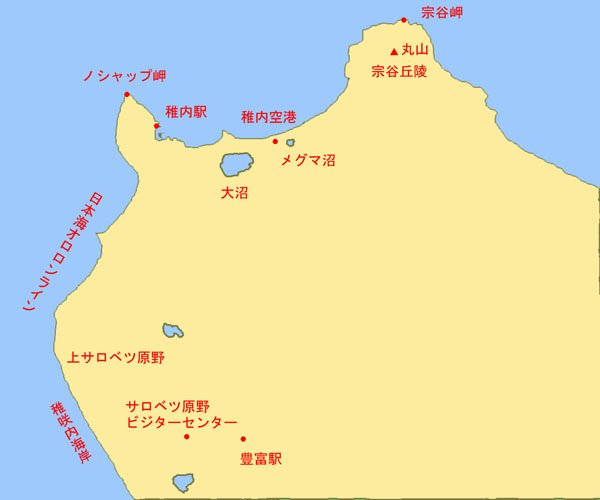 宗谷岬
丸山
宗谷丘陵
ノシャップ岬
稚内駅
稚内空港
メグマ沼
大沼
日本海オロロンライン
上サロベツ原野
稚咲内海岸
サロベツ原野
ビジターセンター
豊富駅